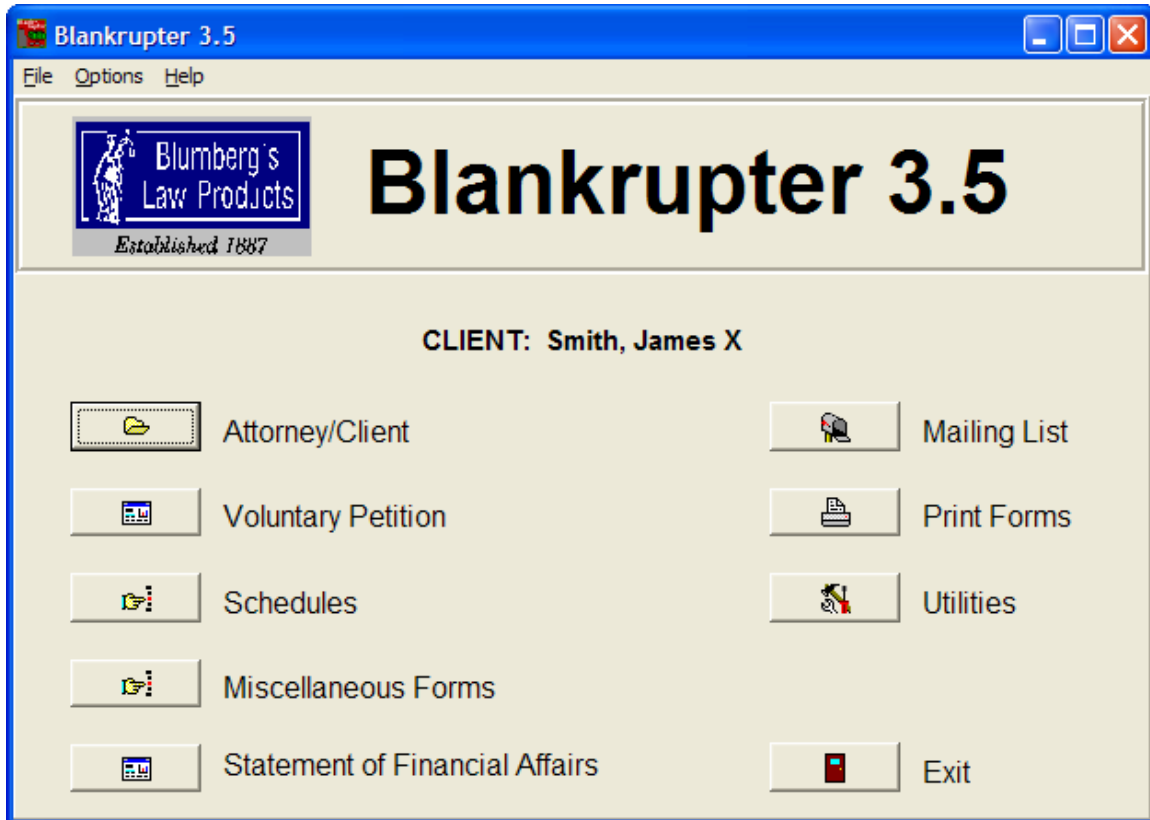 Blankrupter 3.5
File Options Help
Blumberg's
Law Products
Established 1887
Blankrupter 3.5
CLIENT: Smith, James X
Attorney/Client
Mailing List
Voluntary Petition
Print Forms
Schedules
Utilities
Miscellaneous Forms
Statement of Financial Affairs
Exit